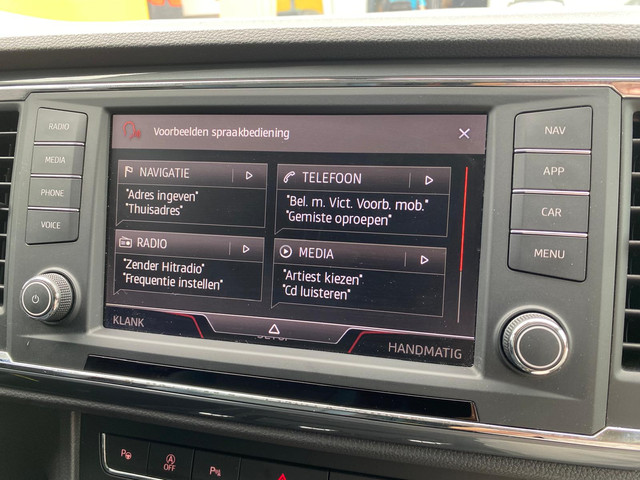 RADIO
MEDIA
PHONE
VOICE
Voorbeelden spraakbediening
NAVIGATIE
"Adres ingeven"
"Thuisadres"
TELEFOON
"Bel. m. Vict. Voorb. mob."
"Gemiste oproepen"
RADIO
"Zender Hitradio"
"Frequentie instellen"
MEDIA
"Artiest kiezen"
"Cd luisteren"
KLANK
HANDMATIG
NAV
APP
CAR
MENU
A
OFF